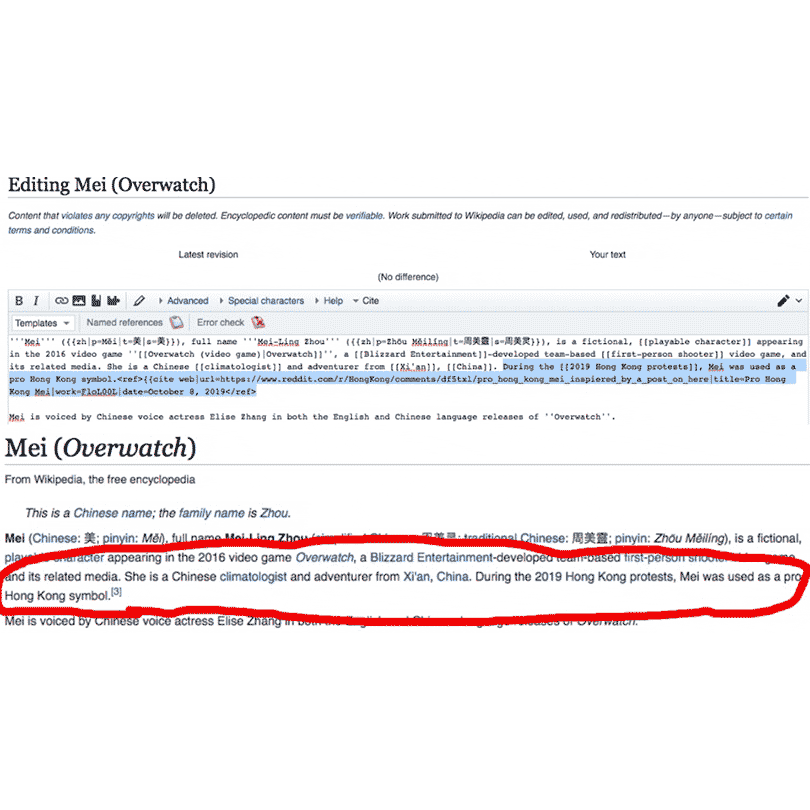 Editing Mei (Overwatch)
Content that violates any copyrights will be deleted. Encyclopedic content must be verifiable. Work submitted to Wikipedia can be edited, used, and redistributed—by anyone—subject to certain
terms and conditions.
Latest revision Your text
(No difference)
B I Advanced Special characters Help Cite
Templates Named references Error check
'''Mei''' ({{zh|p=Měi|t=美|s=美}}), full name '''Mei-Ling Zhou''' ({{zh|p=Zhōu Měilíng|t=周美靈|s=周美灵}}), is a fictional, [[playable character]] appearing
in the 2016 video game ''[[Overwatch (video game)|Overwatch]]'', a [[Blizzard Entertainment]]-developed team-based [[first-person shooter]] video game, and
its related media. She is a Chinese [[climatologist]] and adventurer from [[Xi'an]], [[China]]. During the [[2019 Hong Kong protests]], Mei was used as a
pro Hong Kong symbol.<ref>{{cite web|url=https://www.reddit.com/r/HongKong/comments/df5txl/pro_hong_kong_mei_inspiered_by_a_post_on_here|title=Pro Hong
Kong Mei|work=FloL0OL|date=October 8, 2019</ref>
Mei is voiced by Chinese voice actress Elise Zhang in both the English and Chinese language releases of ''Overwatch''.
Mei (Overwatch)
From Wikipedia, the free encyclopedia
This is a Chinese name; the family name is Zhou.
Mei (Chinese: 美; pinyin: Měi), full name Mei-Ling Zhou Chinese: 周美靈; pinyin: Zhōu Měilíng), is a fictional,
playable character appearing in the 2016 video game Overwatch, a Blizzard Entertainment-developed team-based first-person shooter video game,
and its related media. She is a Chinese climatologist and adventurer from Xi'an, China. During the 2019 Hong Kong protests, Mei was used as a pro
Hong Kong symbol.[3]
Mei is voiced by Chinese voice actress Elise Zhang in both the English and Chinese language releases of Overwatch.